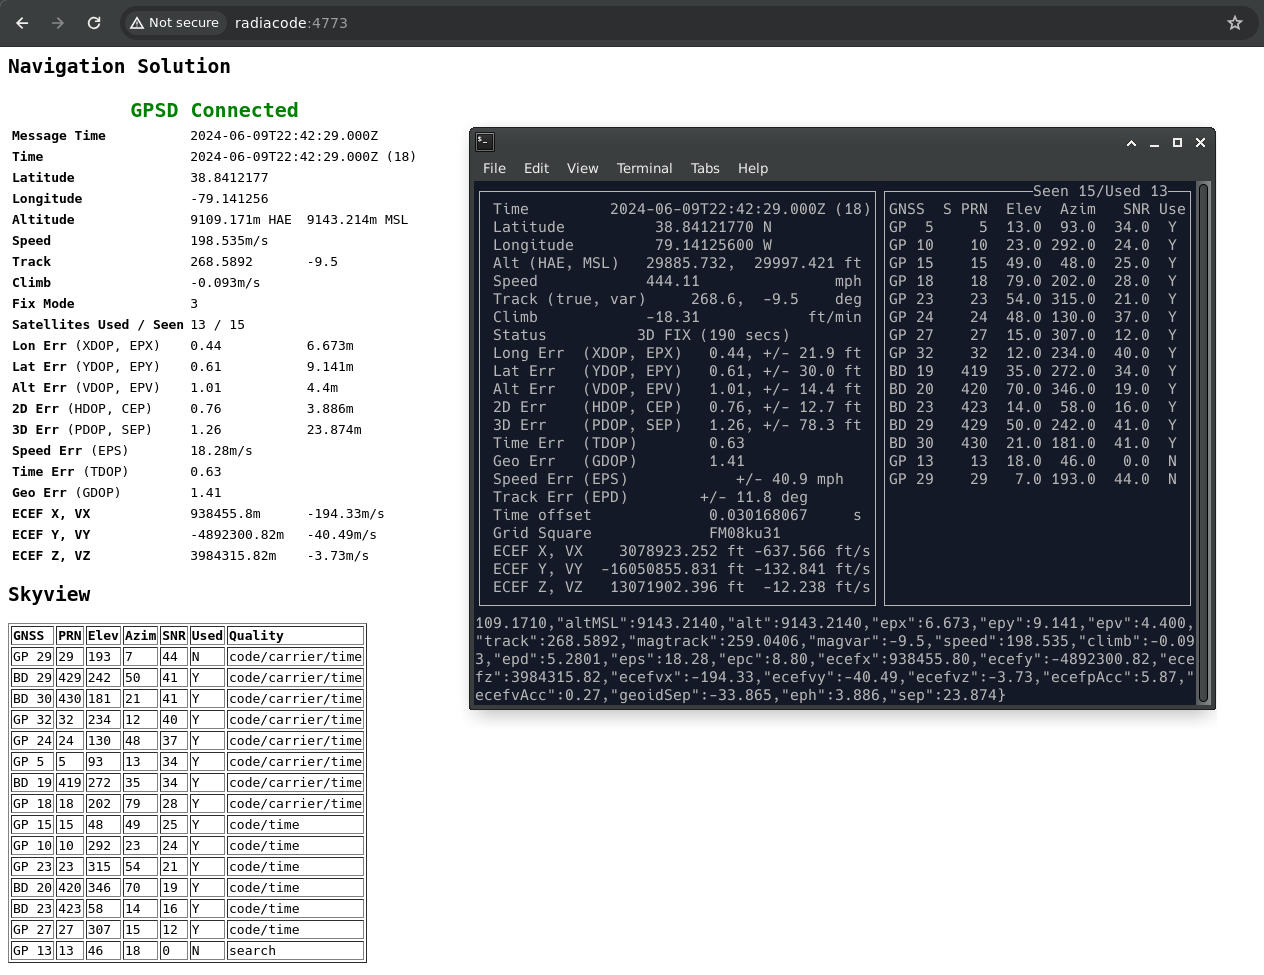 Not secure radiacode:4773
Navigation Solution
GPSD Connected
Message Time 2024-06-09T22:42:29.000Z
Time 2024-06-09T22:42:29.000Z (18)
Latitude 38.8412177
Longitude -79.141256
Altitude 9109.171m HAE 9143.214m MSL
Speed 198.535m/s
Track 268.5892 -9.5
Climb -0.093m/s
Fix Mode 3
Satellites Used / Seen 13 / 15
Lon Err (XDOP, EPX) 0.44 6.673m
Lat Err (YDOP, EPY) 0.61 9.141m
Alt Err (VDOP, EPV) 1.01 4.4m
2D Err (HDOP, CEP) 0.76 3.886m
3D Err (PDOP, SEP) 1.26 23.874m
Speed Err (EPS) 18.28m/s
Time Err (TDOP) 0.63
Geo Err (GDOP) 1.41
ECEF X, VX 938455.8m -194.33m/s
ECEF Y, VY -4892300.82m -40.49m/s
ECEF Z, VZ 3984315.82m -3.73m/s
Skyview
GNSS PRN Elev Azim SNR Used Quality
GP 29 29 193 7 44 N code/carrier/time
BD 29 429 242 50 41 Y code/carrier/time
BD 30 430 181 21 41 Y code/carrier/time
GP 32 32 234 12 40 Y code/carrier/time
GP 24 24 130 48 37 Y code/carrier/time
GP 5 5 93 13 34 Y code/carrier/time
BD 19 419 272 35 34 Y code/carrier/time
GP 18 18 202 79 28 Y code/carrier/time
GP 15 15 48 49 25 Y code/time
GP 10 10 292 23 24 Y code/time
GP 23 23 315 54 21 Y code/time
BD 20 420 346 70 19 Y code/time
BD 23 423 58 14 16 Y code/time
GP 27 27 307 15 12 Y code/time
GP 13 13 46 18 0 N search
File Edit View Terminal Tabs Help
Time 2024-06-09T22:42:29.000Z (18)
Latitude 38.84121770 N
Longitude 79.14125600 W
Alt (HAE, MSL) 29885.732, 29997.421 ft
Speed 444.11 mph
Track (true, var) 268.6, -9.5 deg
Climb -18.31 ft/min
Status 3D FIX (190 secs)
Long Err (XDOP, EPX) 0.44, +/- 21.9 ft
Lat Err (YDOP, EPY) 0.61, +/- 30.0 ft
Alt Err (VDOP, EPV) 1.01, +/- 14.4 ft
2D Err (HDOP, CEP) 0.76, +/- 12.7 ft
3D Err (PDOP, SEP) 1.26, +/- 78.3 ft
Time Err (TDOP) 0.63
Geo Err (GDOP) 1.41
Speed Err (EPS) +/- 40.9 mph
Track Err (EPD) +/- 11.8 deg
Time offset 0.030168067 s
Grid Square FM08ku31
ECEF X, VX 3078923.252 ft -637.566 ft/s
ECEF Y, VY -16050855.831 ft -132.841 ft/s
ECEF Z, VZ 13071902.396 ft -12.238 ft/s
Seen 15/Used 13
GNSS S PRN Elev Azim SNR Use
GP 5 5 13.0 93.0 34.0 Y
GP 10 10 23.0 292.0 24.0 Y
GP 15 15 49.0 48.0 25.0 Y
GP 18 18 79.0 202.0 28.0 Y
GP 23 23 54.0 315.0 21.0 Y
GP 24 24 48.0 130.0 37.0 Y
GP 27 27 15.0 307.0 12.0 Y
GP 32 32 12.0 234.0 40.0 Y
BD 19 419 35.0 272.0 34.0 Y
BD 20 420 70.0 346.0 19.0 Y
BD 23 423 14.0 58.0 16.0 Y
BD 29 429 50.0 242.0 41.0 Y
BD 30 430 21.0 181.0 41.0 Y
GP 13 13 18.0 46.0 0.0 N
GP 29 29 7.0 193.0 44.0 N
109.1710,"altMSL":9143.2140,"alt":9143.2140,"epx":6.673,"epy":9.141,"epv":4.400,
"track":268.5892,"magtrack":259.0406,"magvar":-9.5,"speed":198.535,"climb":-0.09
3,"epd":5.2801,"eps":18.28,"epc":8.80,"ecefx":938455.80,"ecefy":-4892300.82,"ece
fz":3984315.82,"ecefvx":-194.33,"ecefvy":-40.49,"ecefvz":-3.73,"ecefpAcc":5.87,"
ecefvAcc":0.27,"geoidSep":-33.865,"eph":3.886,"sep":23.874}